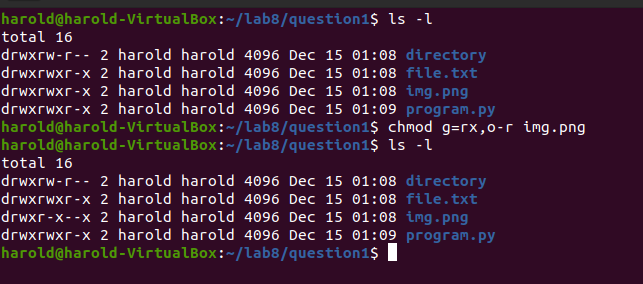 harold@harold-VirtualBox:~/lab8/question1$ ls -l
total 16
drwxrw-r-- 2 harold harold 4096 Dec 15 01:08 directory
drwxrwxr-x 2 harold harold 4096 Dec 15 01:08 file.txt
drwxrwxr-x 2 harold harold 4096 Dec 15 01:08 img.png
drwxrwxr-x 2 harold harold 4096 Dec 15 01:09 program.py
harold@harold-VirtualBox:~/lab8/question1$ chmod g=rx,o-r img.png
harold@harold-VirtualBox:~/lab8/question1$ ls -l
total 16
drwxrw-r-- 2 harold harold 4096 Dec 15 01:08 directory
drwxrwxr-x 2 harold harold 4096 Dec 15 01:08 file.txt
drwxr-x--x 2 harold harold 4096 Dec 15 01:08 img.png
drwxrwxr-x 2 harold harold 4096 Dec 15 01:09 program.py
harold@harold-VirtualBox:~/lab8/question1$